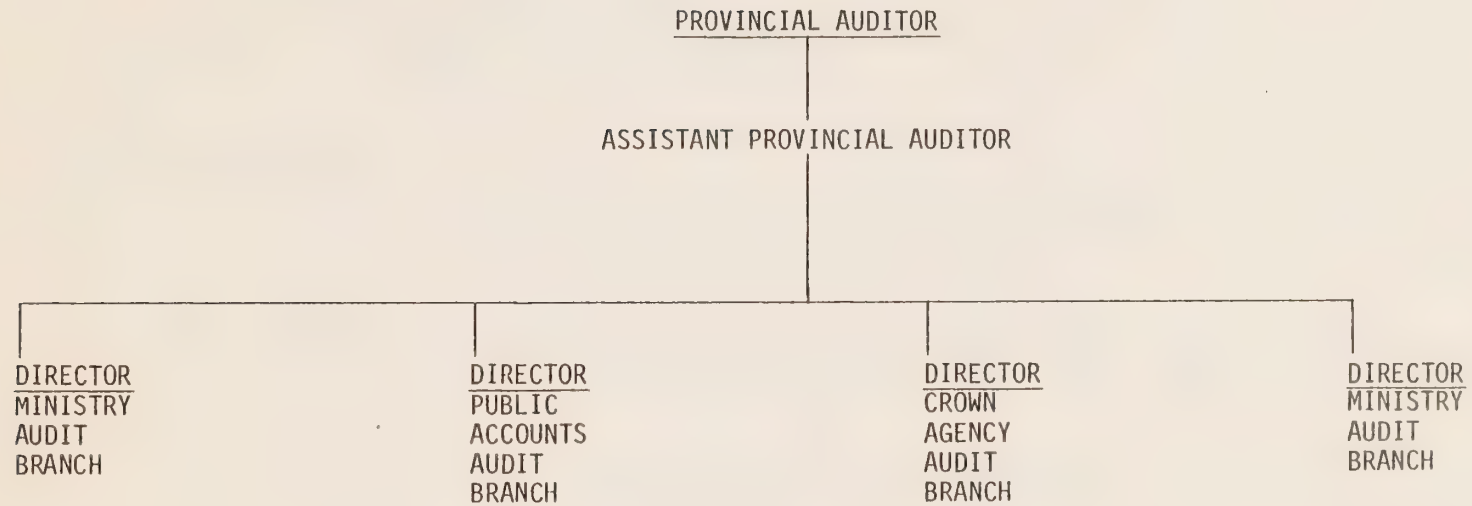 PROVINCIAL AUDITOR
ASSISTANT PROVINCIAL AUDITOR
DIRECTOR
MINISTRY
AUDIT
BRANCH
DIRECTOR
PUBLIC
ACCOUNTS
AUDIT
BRANCH
DIRECTOR
CROWN
AGENCY
AUDIT
BRANCH
DIRECTOR
MINISTRY
AUDIT
BRANCH